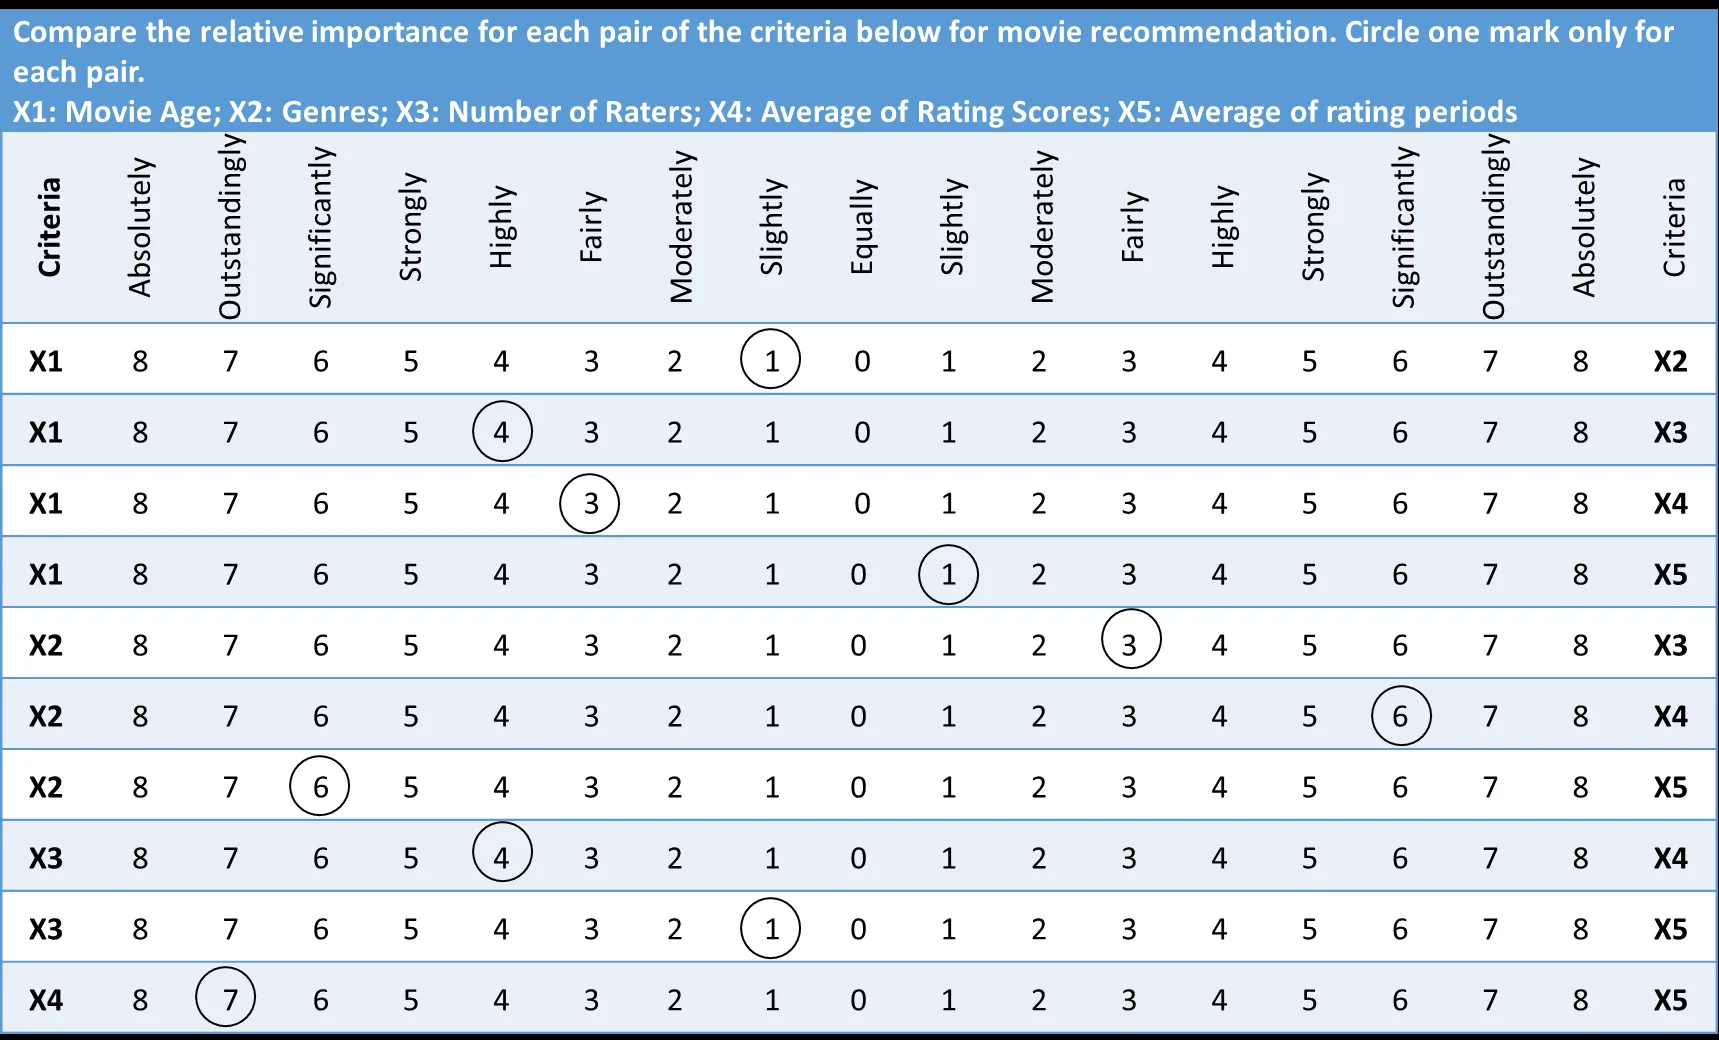 Compare the relative importance for each pair of the criteria below for movie recommendation. Circle one mark only for
each pair.
X1: Movie Age; X2: Genres; X3: Number of Raters; X4: Average of Rating Scores; X5: Average of rating periods
Criteria Absolutely Outstandingly Significantly Strongly Highly Fairly Moderately Slightly Equally Slightly Moderately Fairly Highly Strongly Significantly Outstandingly Absolutely Criteria
X1 8 7 6 5 4 3 2 1 0 1 2 3 4 5 6 7 8 X2
X1 8 7 6 5 4 3 2 1 0 1 2 3 4 5 6 7 8 X3
X1 8 7 6 5 4 3 2 1 0 1 2 3 4 5 6 7 8 X4
X1 8 7 6 5 4 3 2 1 0 1 2 3 4 5 6 7 8 X5
X2 8 7 6 5 4 3 2 1 0 1 2 3 4 5 6 7 8 X3
X2 8 7 6 5 4 3 2 1 0 1 2 3 4 5 6 7 8 X4
X2 8 7 6 5 4 3 2 1 0 1 2 3 4 5 6 7 8 X5
X3 8 7 6 5 4 3 2 1 0 1 2 3 4 5 6 7 8 X4
X3 8 7 6 5 4 3 2 1 0 1 2 3 4 5 6 7 8 X5
X4 8 7 6 5 4 3 2 1 0 1 2 3 4 5 6 7 8 X5